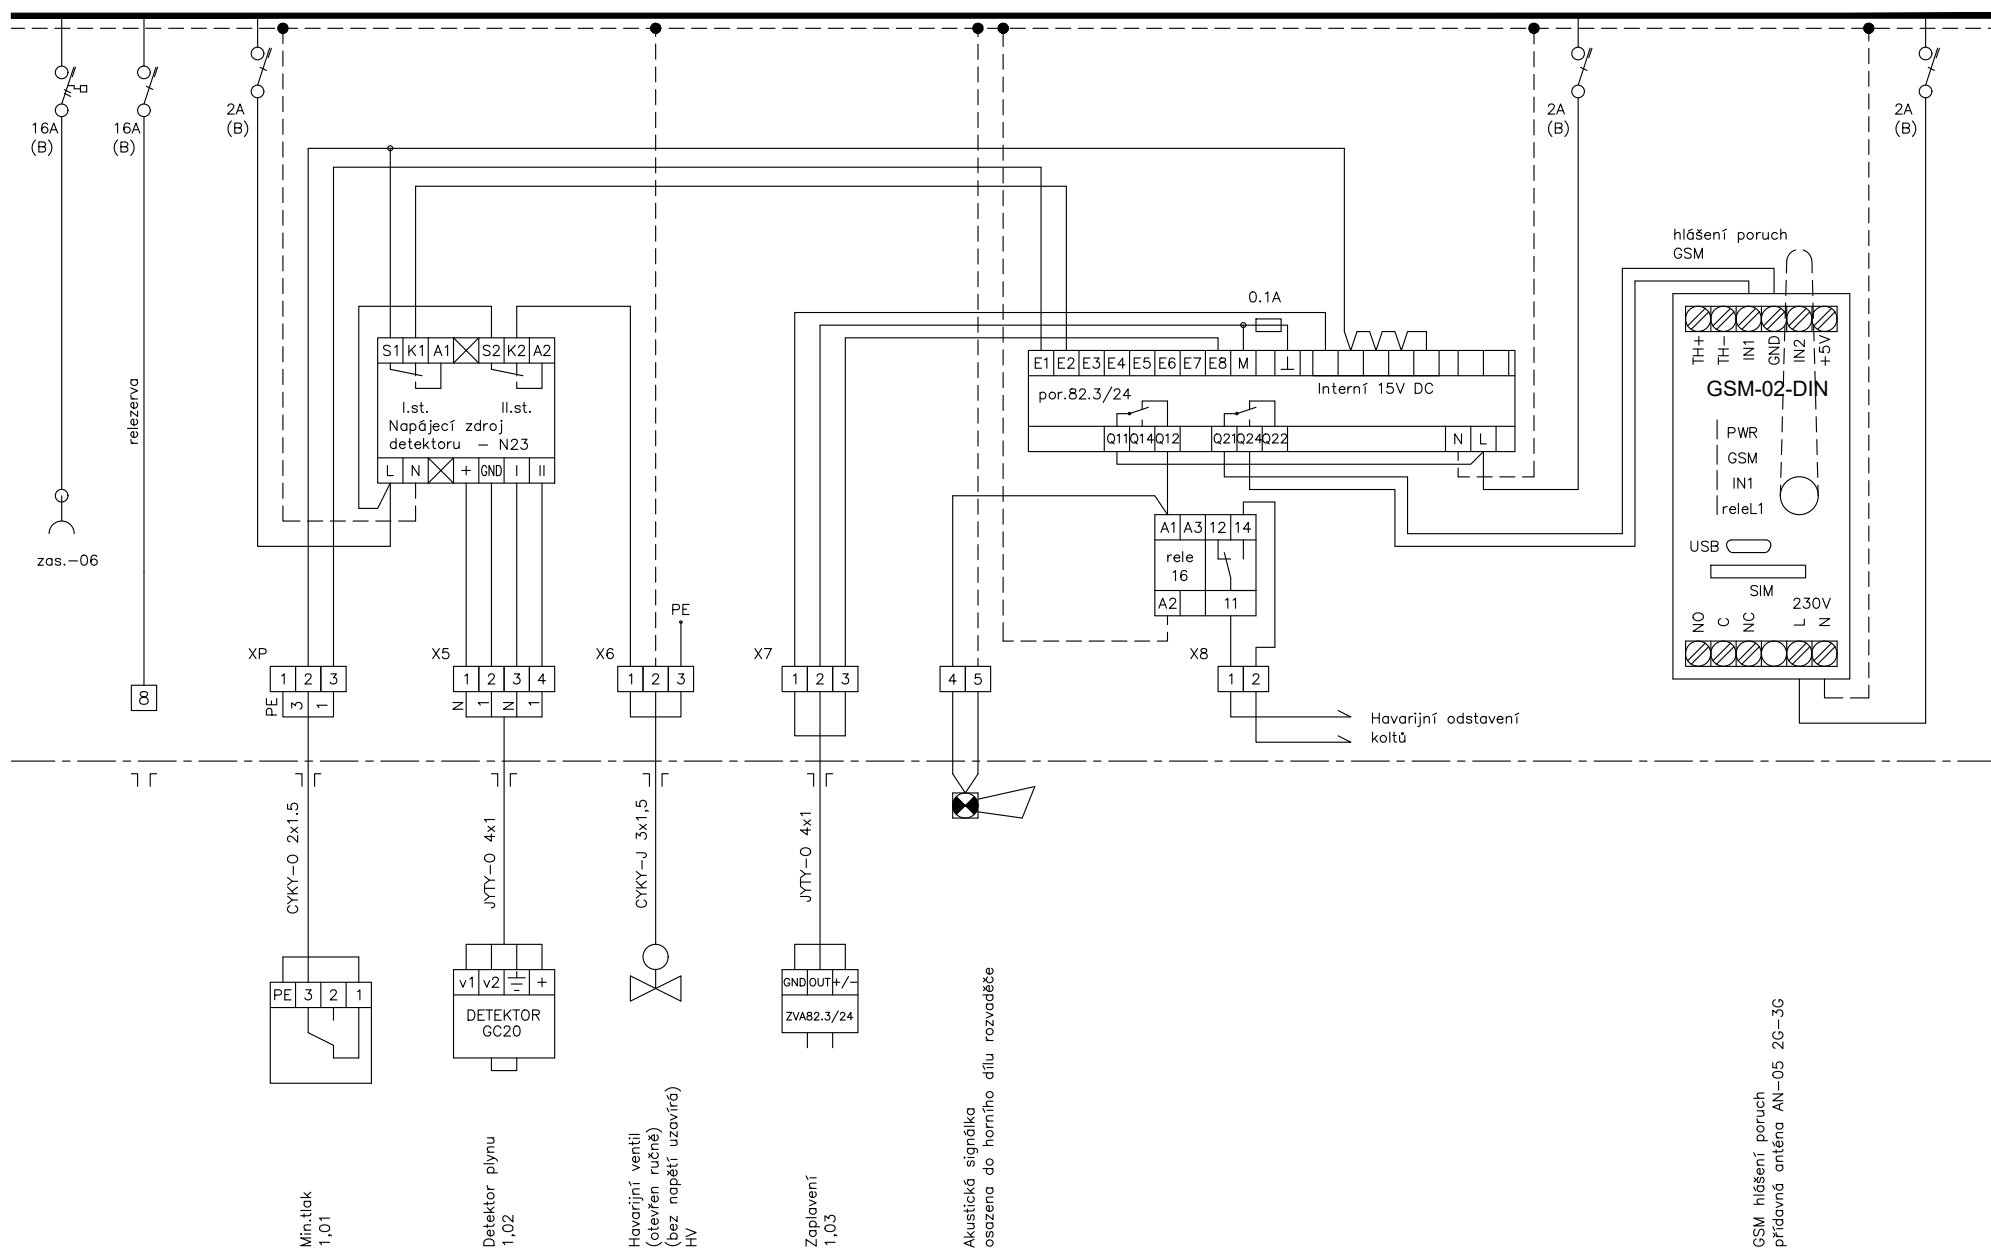 16A
(B)
16A
(B)
2A
(B)
2A
(B)
2A
(B)
relezerva
zas.-06
8
hlášení poruch
GSM
0.1A
S1 K1 A1 S2 K2 A2
I.st. II.st.
Napájecí zdroj
detektoru - N23
L N + GND I II
E1 E2 E3 E4 E5 E6 E7 E8 M ⊥
por.82.3/24
Interní 15V DC
Q11 Q14 Q12 Q21 Q24 Q22 N L
TH+ TH- IN1 GND IN2 +5V
GSM-02-DIN
PWR
GSM
IN1
releL1
USB
SIM
230V
NO C NC L N
A1 A3 12 14
rele
16
A2 11
PE
XP
1 2 3
PE 3 1
X5
1 2 3 4
N 1 N 1
X6
1 2 3
X7
1 2 3
4 5
X8
1 2
Havarijní odstavení
koltů
CYKY-O 2x1.5
JYTY-O 4x1
CYKY-J 3x1,5
JYTY-O 4x1
PE 3 2 1
v1 v2 +
DETEKTOR
GC20
GND OUT +/-
ZVA82.3/24
Min.tlak
1,01
Detektor plynu
1,02
Havarijní ventil
(otevřen ručně)
(bez napětí uzavírá)
HV
Zaplavení
1,03
Akustická signálka
osazena do horního dílu rozvaděče
GSM hlášení poruch
přídavná anténa AN-05 2G-3G